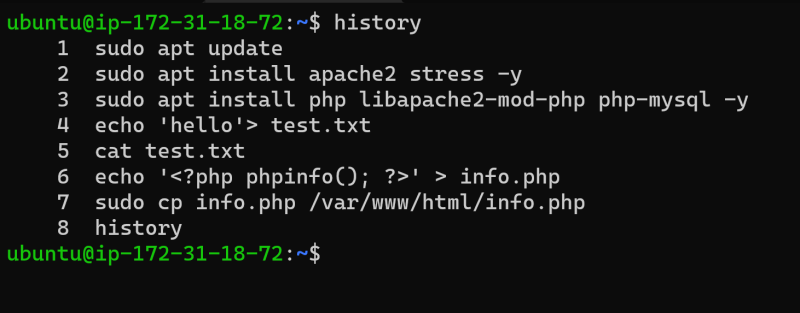 ubuntu@ip-172-31-18-72:~$ history
    1  sudo apt update
    2  sudo apt install apache2 stress -y
    3  sudo apt install php libapache2-mod-php php-mysql -y
    4  echo 'hello'> test.txt
    5  cat test.txt
    6  echo '<?php phpinfo(); ?>' > info.php
    7  sudo cp info.php /var/www/html/info.php
    8  history
ubuntu@ip-172-31-18-72:~$